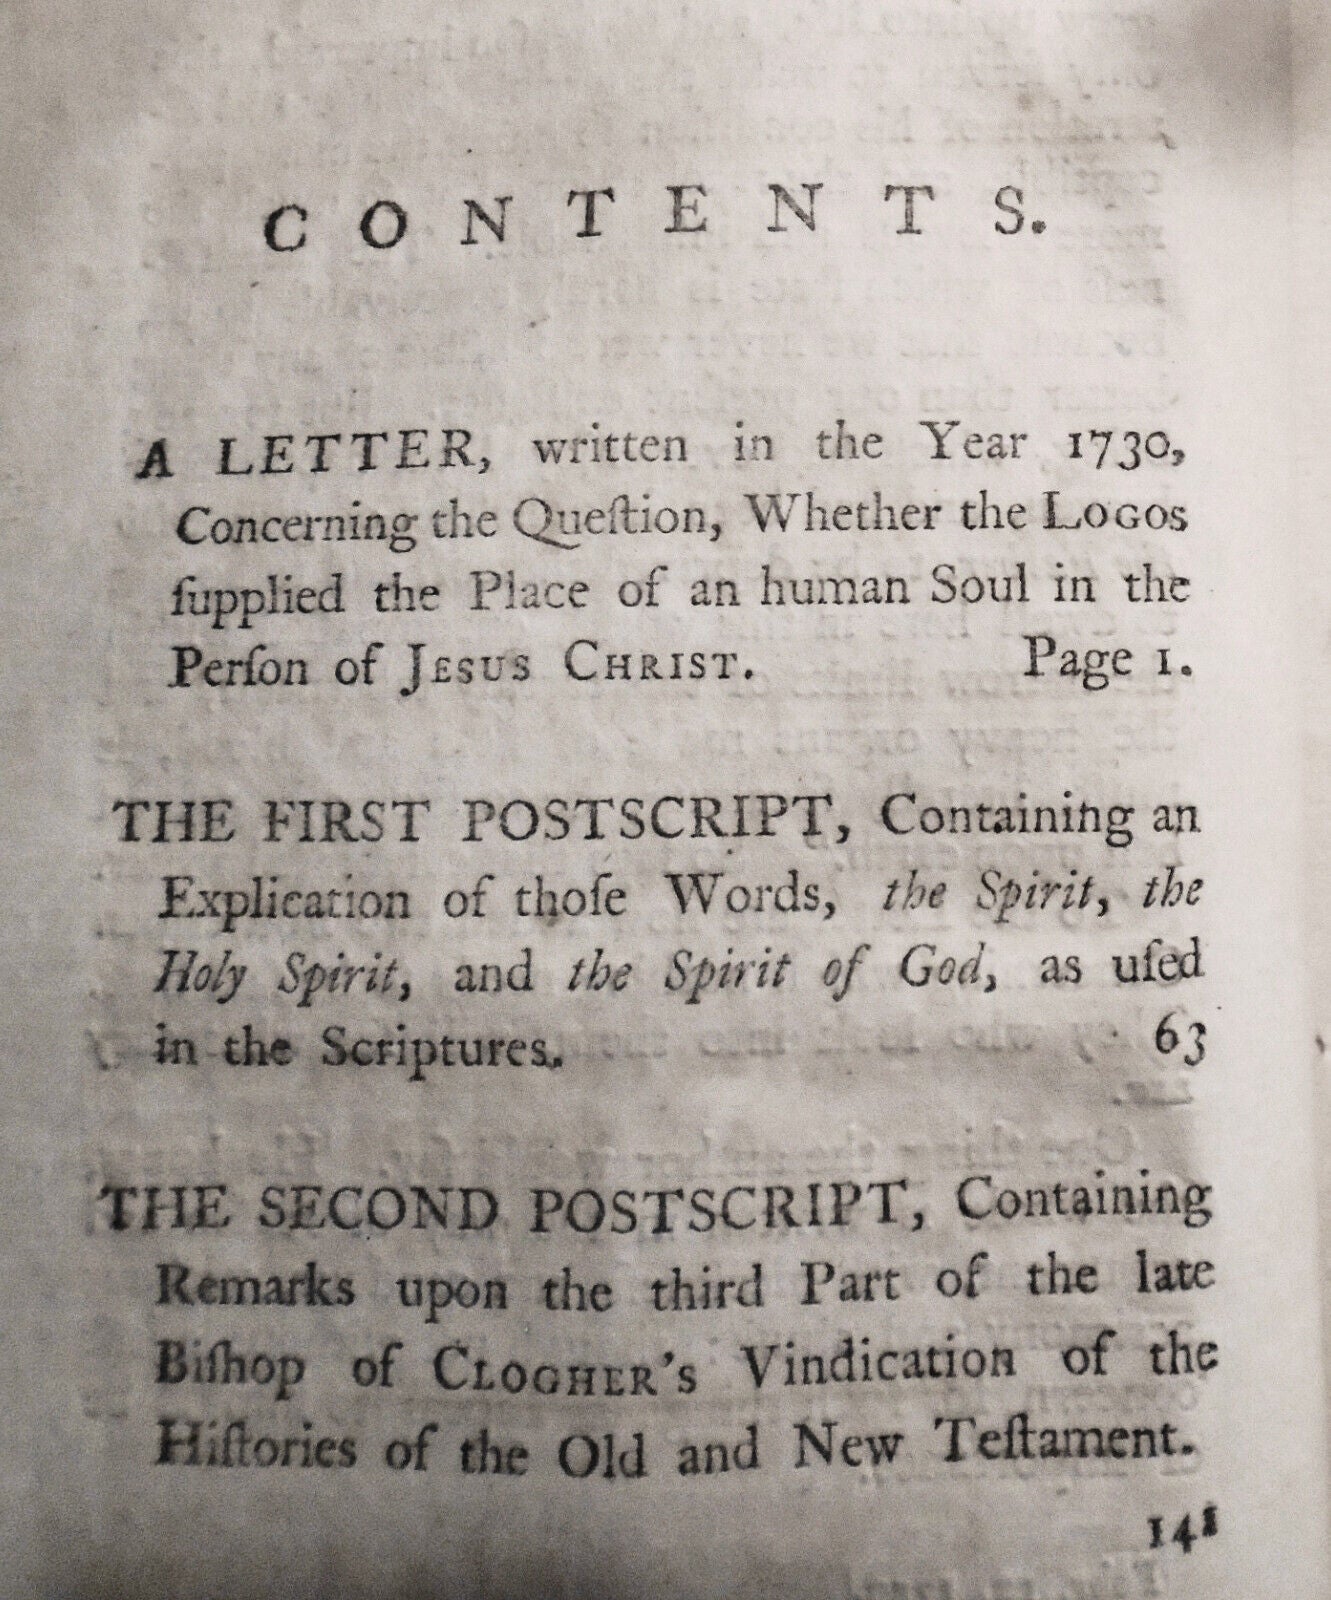 CONTENTS.
A LETTER, written in the Year 1730,
Concerning the Queſtion, Whether the LOGOS
ſupplied the Place of an human Soul in the
Perſon of JESUS CHRIST. Page 1.
THE FIRST POSTSCRIPT, Containing an
Explication of thoſe Words, the Spirit, the
Holy Spirit, and the Spirit of God, as uſed
in the Scriptures. 63
THE SECOND POSTSCRIPT, Containing
Remarks upon the third Part of the late
Biſhop of CLOGHER's Vindication of the
Hiſtories of the Old and New Teſtament.
141